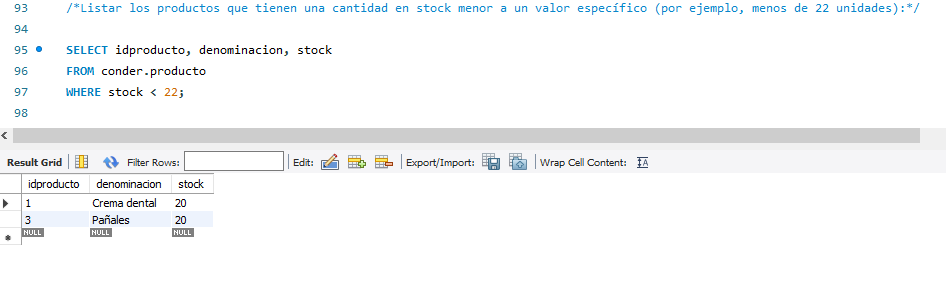 93 /*Listar los productos que tienen una cantidad en stock menor a un valor específico (por ejemplo, menos de 22 unidades):*/
94
95 SELECT idproducto, denominacion, stock
96 FROM conder.producto
97 WHERE stock < 22;
98
Result Grid Filter Rows: Edit: Export/Import: Wrap Cell Content: IA
idproducto denominacion stock
1 Crema dental 20
3 Pañales 20
NULL NULL NULL